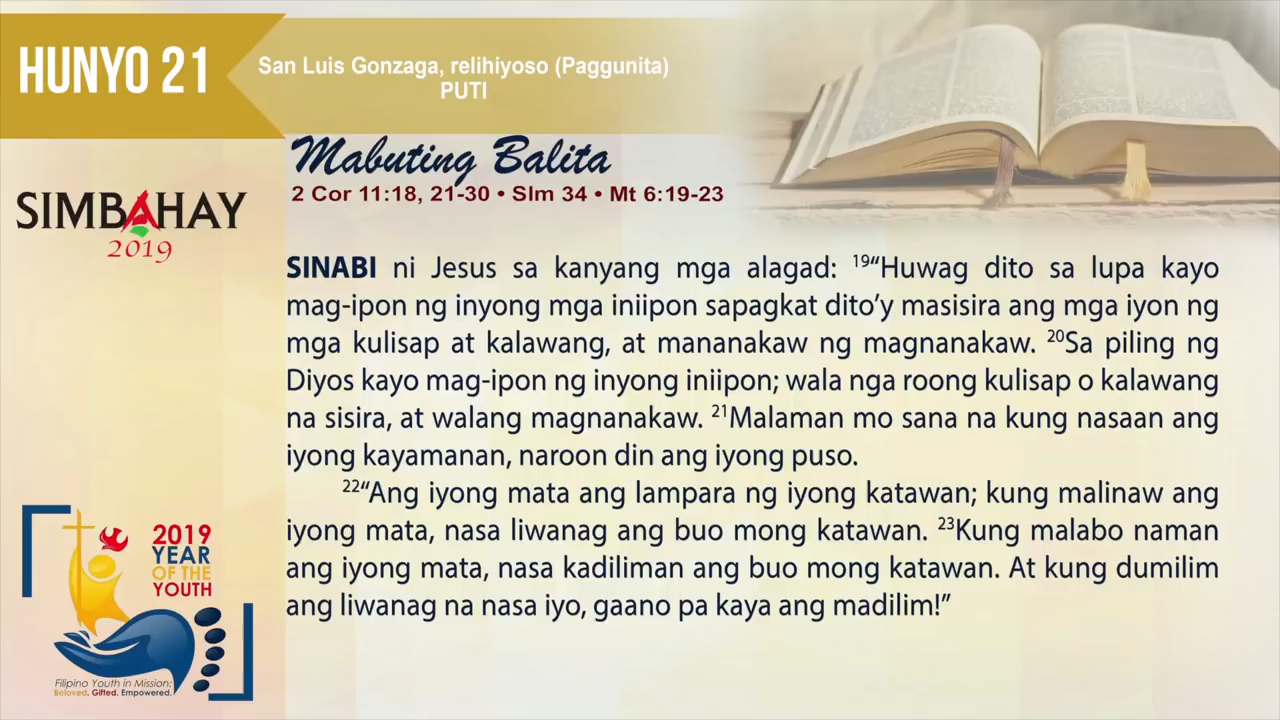 HUNYO 21
San Luis Gonzaga, relihiyoso (Paggunita)
PUTI
Mabuting Balita
2 Cor 11:18, 21-30 • Slm 34 • Mt 6:19-23
SIMBAHAY
2019
SINABI ni Jesus sa kanyang mga alagad: 19“Huwag dito sa lupa kayo
mag-ipon ng inyong mga iniipon sapagkat dito’y masisira ang mga iyon ng
mga kulisap at kalawang, at mananakaw ng magnanakaw. 20Sa piling ng
Diyos kayo mag-ipon ng inyong iniipon; wala nga roong kulisap o kalawang
na sisira, at walang magnanakaw. 21Malaman mo sana na kung nasaan ang
iyong kayamanan, naroon din ang iyong puso.
22“Ang iyong mata ang lampara ng iyong katawan; kung malinaw ang
iyong mata, nasa liwanag ang buo mong katawan. 23Kung malabo naman
ang iyong mata, nasa kadiliman ang buo mong katawan. At kung dumilim
ang liwanag na nasa iyo, gaano pa kaya ang madilim!”
2019
YEAR
OF THE
YOUTH
Filipino Youth in Mission:
Beloved. Gifted. Empowered.